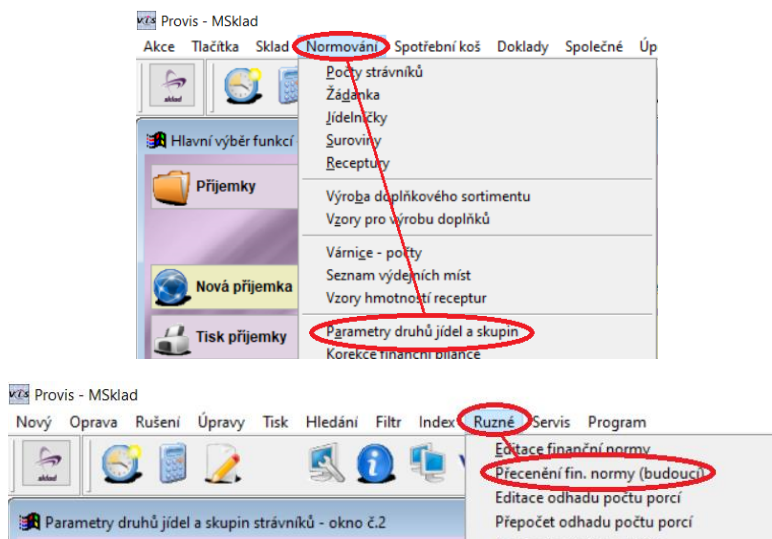 Provis - MSklad
Akce Tlačítka Sklad Normování Spotřební koš Doklady Společné Úp
Počty strávníků
Žádanka
Jídelníčky
Suroviny
Receptury
sklad
Hlavní výběr funkcí
Příjemky
Výroba doplňkového sortimentu
Vzory pro výrobu doplňků
Várnice - počty
Seznam výdejních míst
Nová příjemka
Vzory hmotností receptur
Tisk příjemky
Parametry druhů jídel a skupin
Korekce finanční bilance
Provis - MSklad
Nový Oprava Rušení Úpravy Tisk Hledání Filtr Index Ruzné Servis Program
Editace finanční normy
Přecenění fin. normy (budoucí)
sklad
Editace odhadu počtu porcí
Parametry druhů jídel a skupin strávníků - okno č.2
Přepočet odhadu počtu porcí